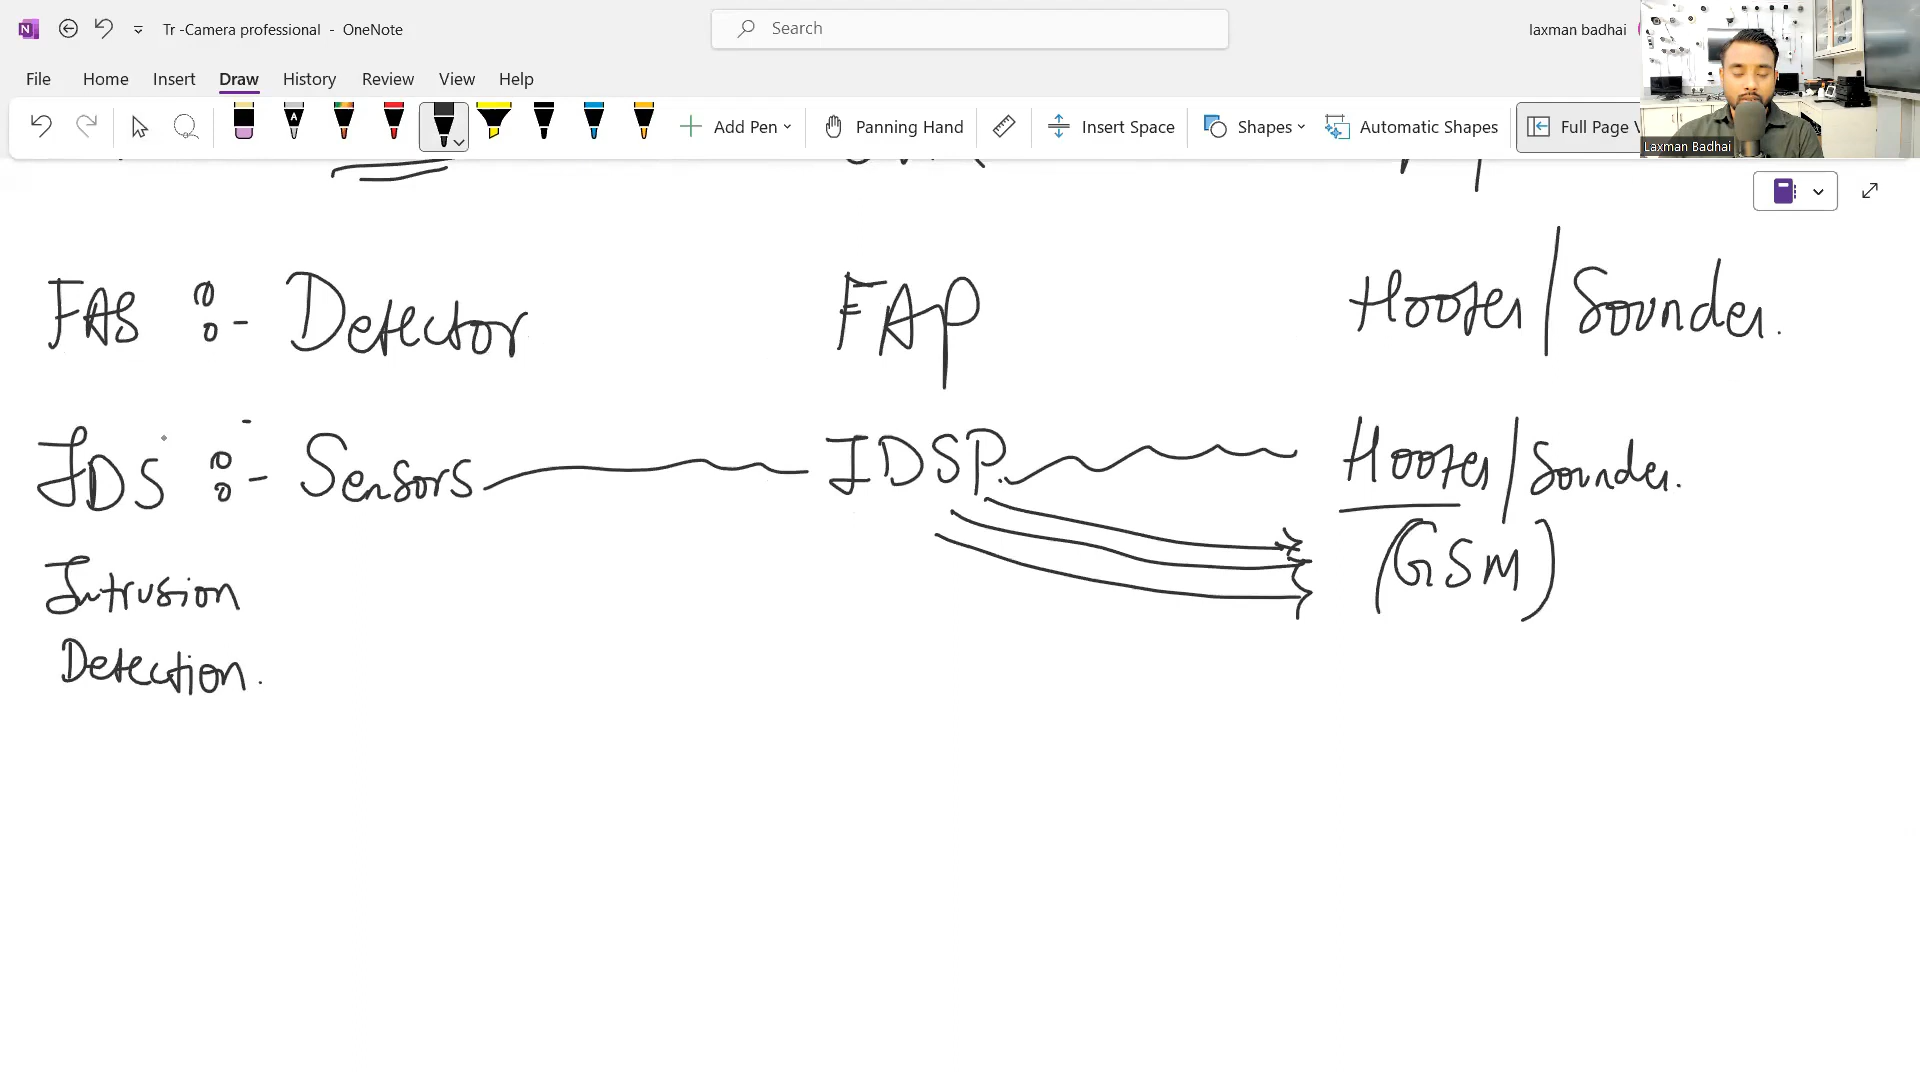 Tr -Camera professional - OneNote
Search
laxman badhai
File Home Insert Draw History Review View Help
A
Add Pen
Panning Hand
Insert Space
Shapes
Automatic Shapes
Full Page V
Laxman Badhai
FAS :- Detector FAP Hooter/Sounder.
IDS :- Sensors IDSP. Hooter/Sounder.
(GSM)
Intrusion
Detection.